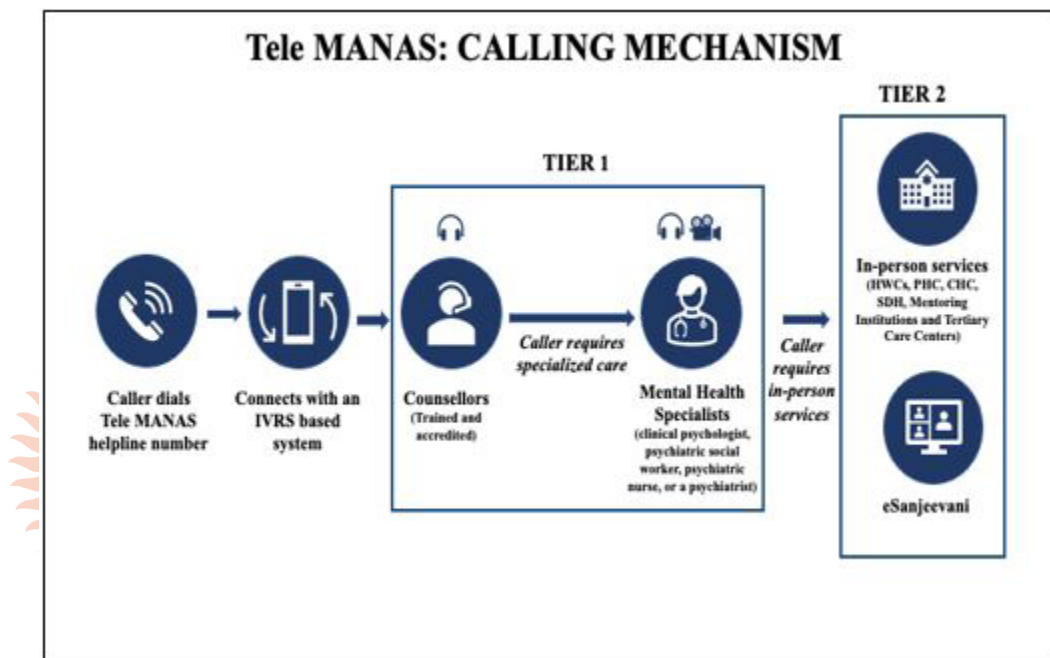 Tele MANAS: CALLING MECHANISM
TIER 2
TIER 1
Caller dials
Tele MANAS
helpline number
Connects with an
IVRS based
system
Counsellors
(Trained and
accredited)
Caller requires
specialized care
Mental Health
Specialists
(clinical psychologist,
psychiatric social
worker, psychiatric
nurse, or a psychiatrist)
Caller
requires
in-person
services
In-person services
(HWCs, PHC, CHC,
SDH, Mentoring
Institutions and Tertiary
Care Centers)
eSanjeevani